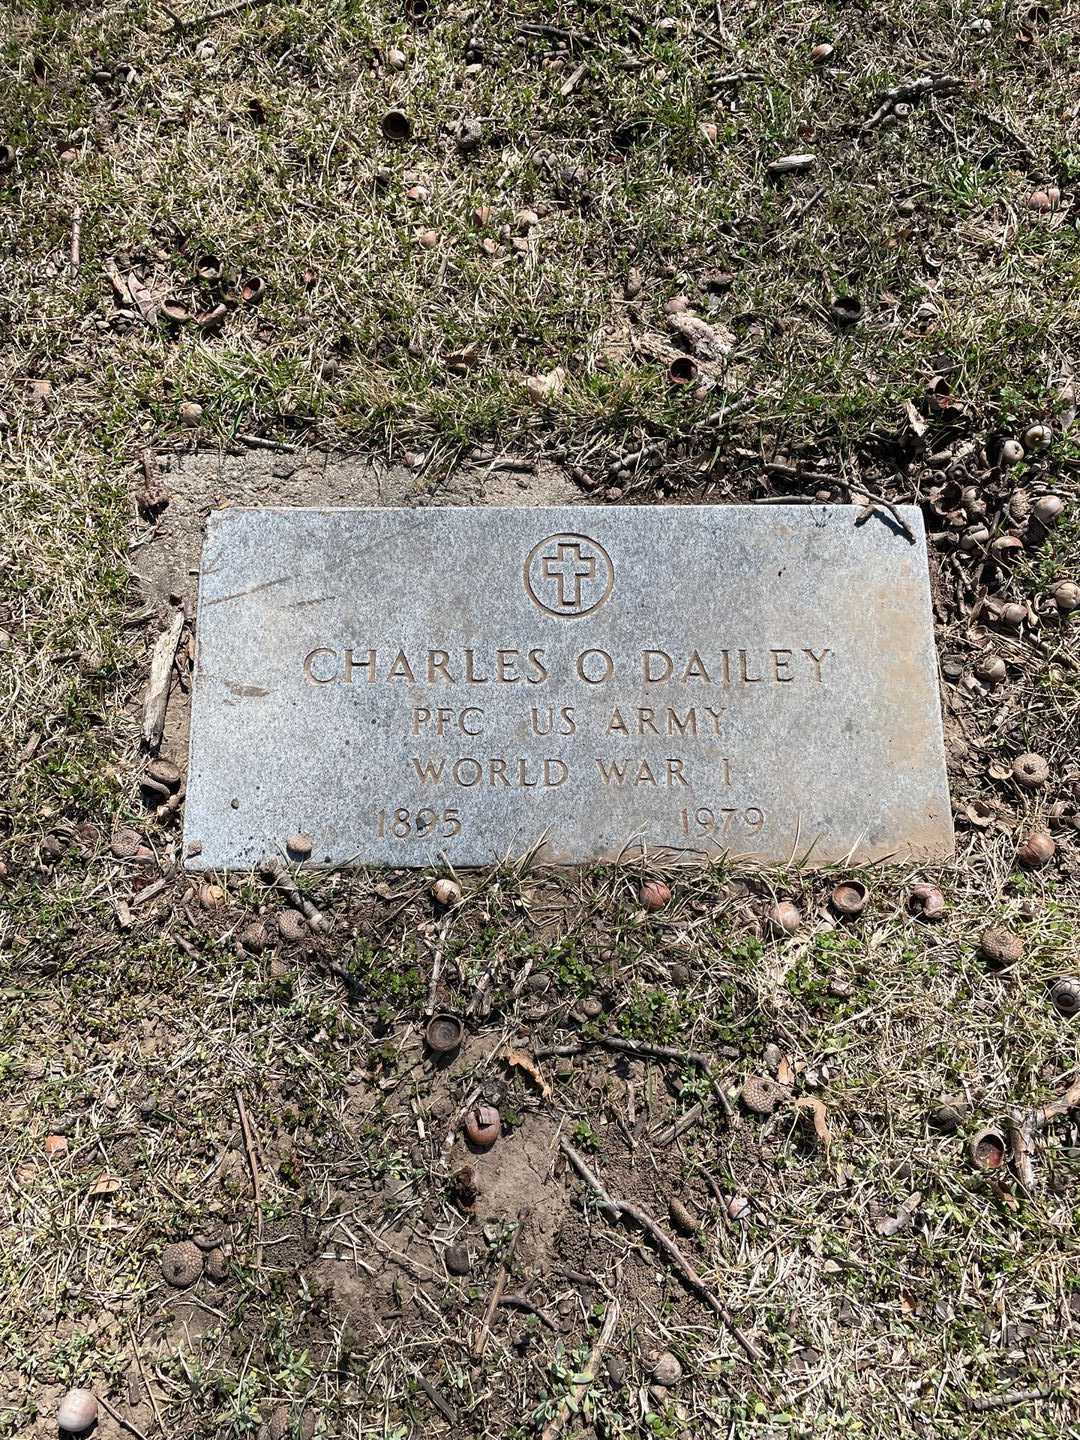 CHARLES O DAILEY
PFC US ARMY
WORLD WAR I
1895 1979